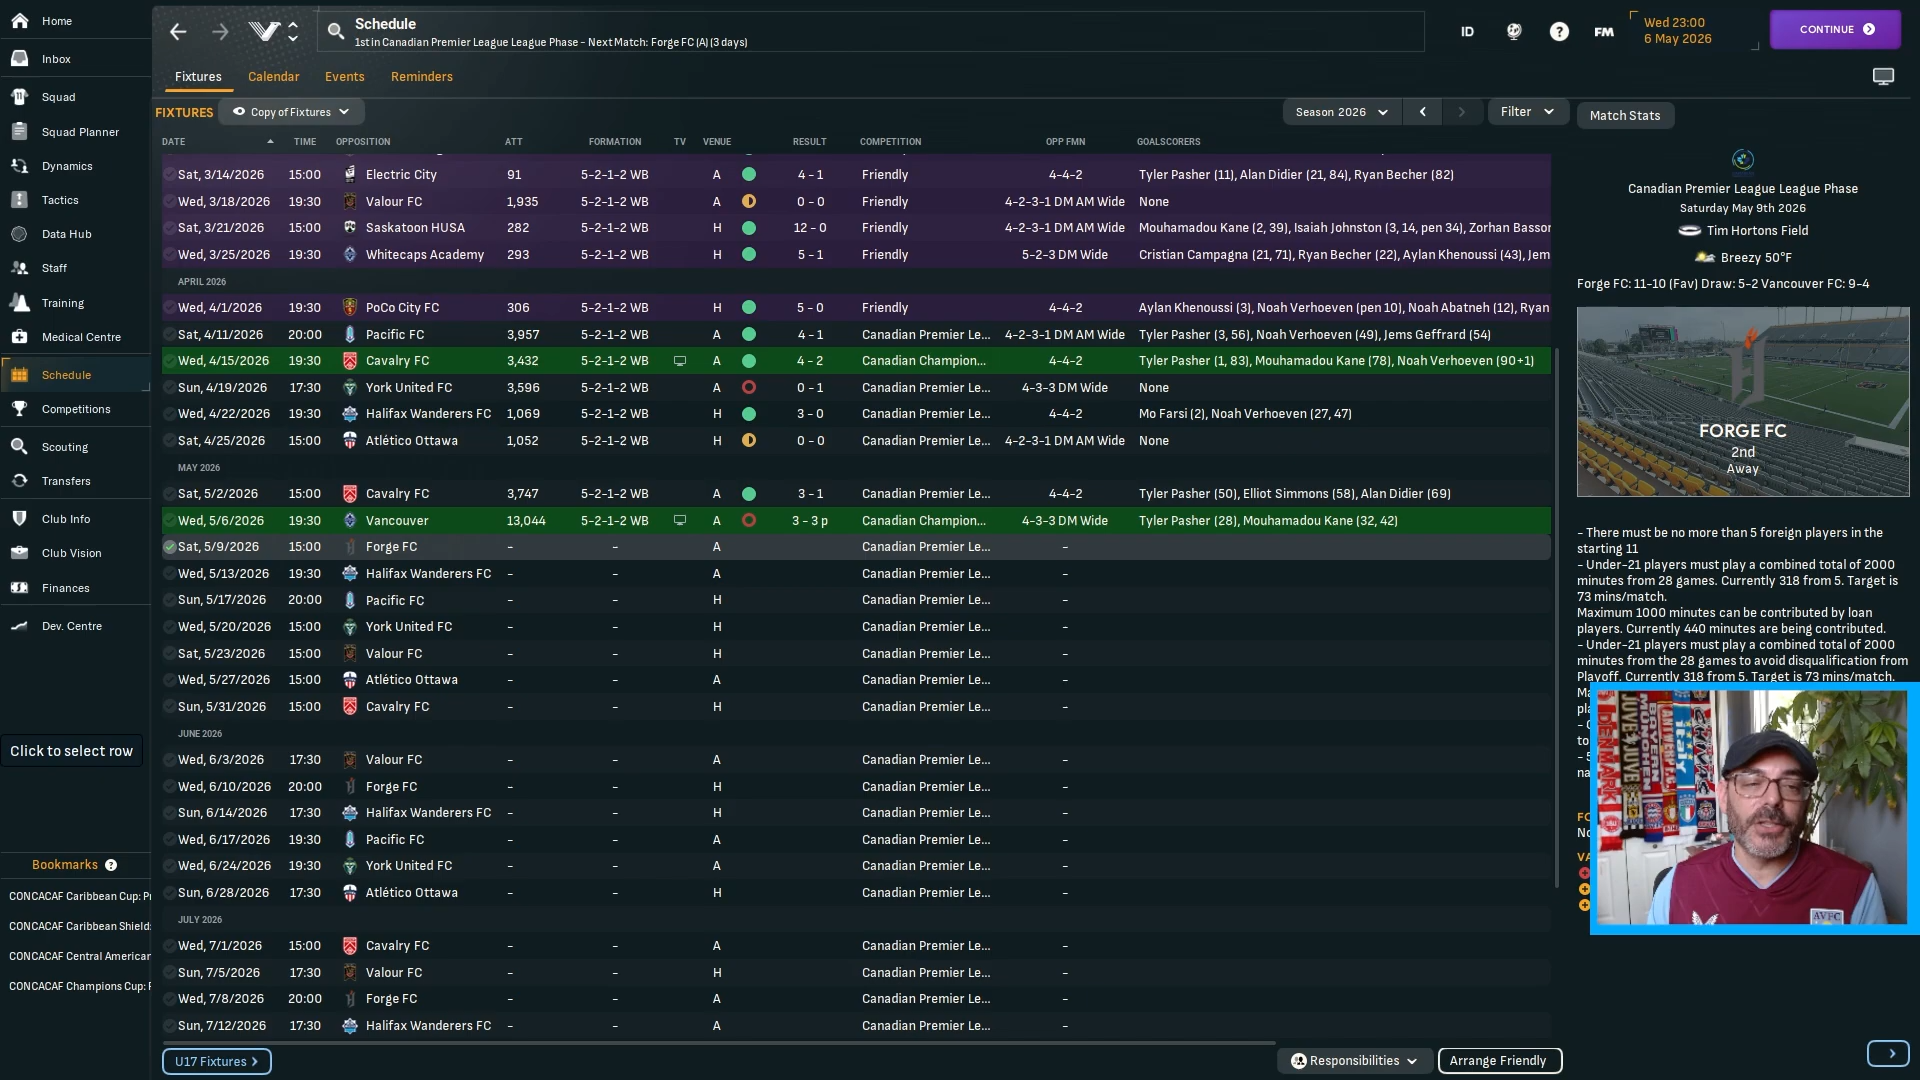 Home
Inbox
Squad
Squad Planner
Dynamics
Tactics
Data Hub
Staff
Training
Medical Centre
Schedule
Competitions
Scouting
Transfers
Club Info
Club Vision
Finances
Dev. Centre
Click to select row
Bookmarks ?
CONCACAF Caribbean Cup: Pr
CONCACAF Caribbean Shield:
CONCACAF Central American
CONCACAF Champions Cup: F
Schedule
1st in Canadian Premier League League Phase - Next Match: Forge FC (A) (3 days)
ID ? FM
Wed 23:00
6 May 2026
CONTINUE
Fixtures Calendar Events Reminders
FIXTURES Copy of Fixtures Season 2026 Filter Match Stats
DATE TIME OPPOSITION ATT FORMATION TV VENUE RESULT COMPETITION OPP FMN GOALSCORERS
Sat, 3/14/2026 15:00 Electric City 91 5-2-1-2 WB A 4 - 1 Friendly 4-4-2 Tyler Pasher (11), Alan Didier (21, 84), Ryan Becher (82)
Wed, 3/18/2026 19:30 Valour FC 1,935 5-2-1-2 WB A 0 - 0 Friendly 4-2-3-1 DM AM Wide None
Sat, 3/21/2026 15:00 Saskatoon HUSA 282 5-2-1-2 WB H 12 - 0 Friendly 4-2-3-1 DM AM Wide Mouhamadou Kane (2, 39), Isaiah Johnston (3, 14, pen 34), Zorhan Bassor
Wed, 3/25/2026 19:30 Whitecaps Academy 293 5-2-1-2 WB H 5 - 1 Friendly 5-2-3 DM Wide Cristian Campagna (21, 71), Ryan Becher (22), Aylan Khenoussi (43), Jem
APRIL 2026
Wed, 4/1/2026 19:30 PoCo City FC 306 5-2-1-2 WB H 5 - 0 Friendly 4-4-2 Aylan Khenoussi (3), Noah Verhoeven (pen 10), Noah Abatneh (12), Ryan
Sat, 4/11/2026 20:00 Pacific FC 3,957 5-2-1-2 WB A 4 - 1 Canadian Premier Le... 4-2-3-1 DM AM Wide Tyler Pasher (3, 56), Noah Verhoeven (49), Jems Geffrard (54)
Wed, 4/15/2026 19:30 Cavalry FC 3,432 5-2-1-2 WB A 4 - 2 Canadian Champion... 4-4-2 Tyler Pasher (1, 83), Mouhamadou Kane (78), Noah Verhoeven (90+1)
Sun, 4/19/2026 17:30 York United FC 3,596 5-2-1-2 WB A 0 - 1 Canadian Premier Le... 4-3-3 DM Wide None
Wed, 4/22/2026 19:30 Halifax Wanderers FC 1,069 5-2-1-2 WB H 3 - 0 Canadian Premier Le... 4-4-2 Mo Farsi (2), Noah Verhoeven (27, 47)
Sat, 4/25/2026 15:00 Atlético Ottawa 1,052 5-2-1-2 WB H 0 - 0 Canadian Premier Le... 4-2-3-1 DM AM Wide None
MAY 2026
Sat, 5/2/2026 15:00 Cavalry FC 3,747 5-2-1-2 WB A 3 - 1 Canadian Premier Le... 4-4-2 Tyler Pasher (50), Elliot Simmons (58), Alan Didier (69)
Wed, 5/6/2026 19:30 Vancouver 13,044 5-2-1-2 WB A 3 - 3 p Canadian Champion... 4-3-3 DM Wide Tyler Pasher (28), Mouhamadou Kane (32, 42)
Sat, 5/9/2026 15:00 Forge FC - - A Canadian Premier Le... -
Wed, 5/13/2026 19:30 Halifax Wanderers FC - - A Canadian Premier Le... -
Sun, 5/17/2026 20:00 Pacific FC - - H Canadian Premier Le... -
Wed, 5/20/2026 15:00 York United FC - - H Canadian Premier Le... -
Sat, 5/23/2026 15:00 Valour FC - - H Canadian Premier Le... -
Wed, 5/27/2026 15:00 Atlético Ottawa - - A Canadian Premier Le... -
Sun, 5/31/2026 15:00 Cavalry FC - - H Canadian Premier Le... -
JUNE 2026
Wed, 6/3/2026 17:30 Valour FC - - A Canadian Premier Le... -
Wed, 6/10/2026 20:00 Forge FC - - H Canadian Premier Le... -
Sun, 6/14/2026 17:30 Halifax Wanderers FC - - H Canadian Premier Le... -
Wed, 6/17/2026 19:30 Pacific FC - - A Canadian Premier Le... -
Wed, 6/24/2026 19:30 York United FC - - A Canadian Premier Le... -
Sun, 6/28/2026 17:30 Atlético Ottawa - - H Canadian Premier Le... -
JULY 2026
Wed, 7/1/2026 15:00 Cavalry FC - - A Canadian Premier Le... -
Sun, 7/5/2026 17:30 Valour FC - - H Canadian Premier Le... -
Wed, 7/8/2026 20:00 Forge FC - - A Canadian Premier Le... -
Sun, 7/12/2026 17:30 Halifax Wanderers FC - - A Canadian Premier Le... -
U17 Fixtures Responsibilities Arrange Friendly
Canadian Premier League League Phase
Saturday May 9th 2026
Tim Hortons Field
Breezy 50°F
Forge FC: 11-10 (Fav) Draw: 5-2 Vancouver FC: 9-4
FORGE FC
2nd
Away
- There must be no more than 5 foreign players in the
starting 11
- Under-21 players must play a combined total of 2000
minutes from 28 games. Currently 318 from 5. Target is
73 mins/match.
Maximum 1000 minutes can be contributed by loan
players. Currently 440 minutes are being contributed.
- Under-21 players must play a combined total of 2000
minutes from the 28 games to avoid disqualification from
Playoff. Currently 318 from 5. Target is 73 mins/match.
DENMARK
JUVE JUVE
BAYERN MÜNCHEN
Italy
AVFC